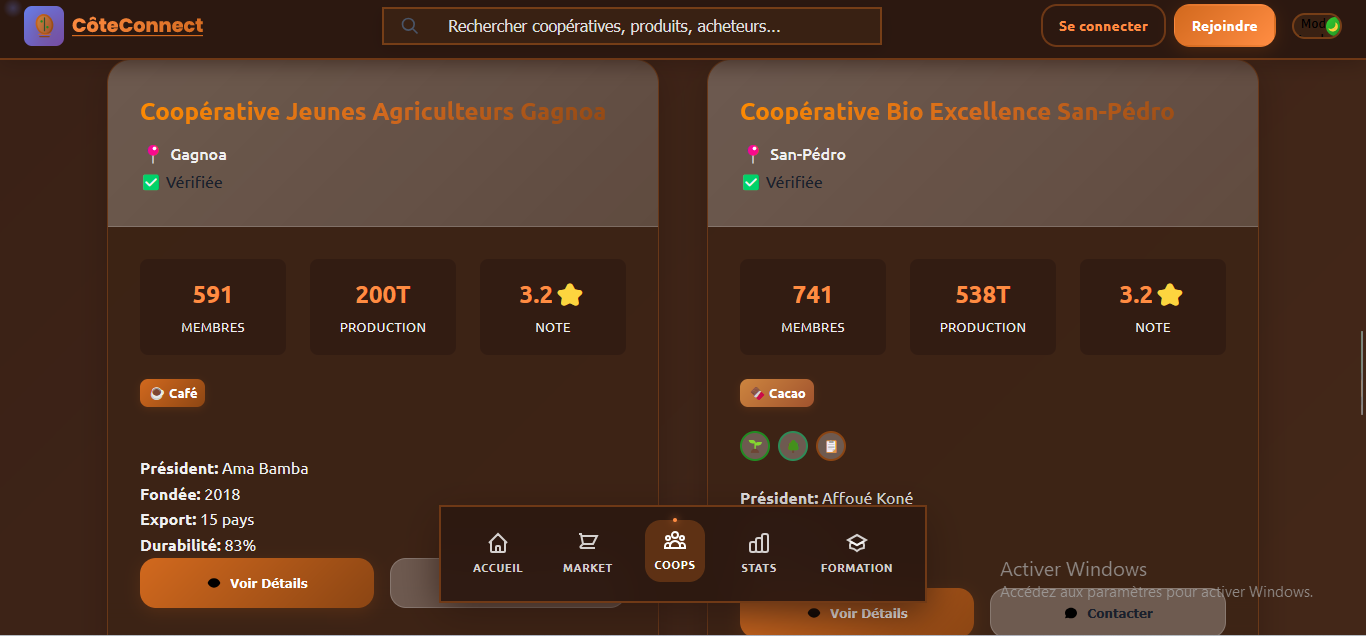 CôteConnect
Rechercher coopératives, produits, acheteurs...
Se connecter
Rejoindre
Mod
Coopérative Jeunes Agriculteurs Gagnoa
Gagnoa
Vérifiée
591
MEMBRES
200T
PRODUCTION
3.2
NOTE
Café
Président: Ama Bamba
Fondée: 2018
Export: 15 pays
Durabilité: 83%
Voir Détails
Coopérative Bio Excellence San-Pédro
San-Pédro
Vérifiée
741
MEMBRES
538T
PRODUCTION
3.2
NOTE
Cacao
Président: Affoué Koné
Voir Détails
Contacter
ACCUEIL
MARKET
COOPS
STATS
FORMATION
Activer Windows
Accédez aux paramètres pour activer Windows.